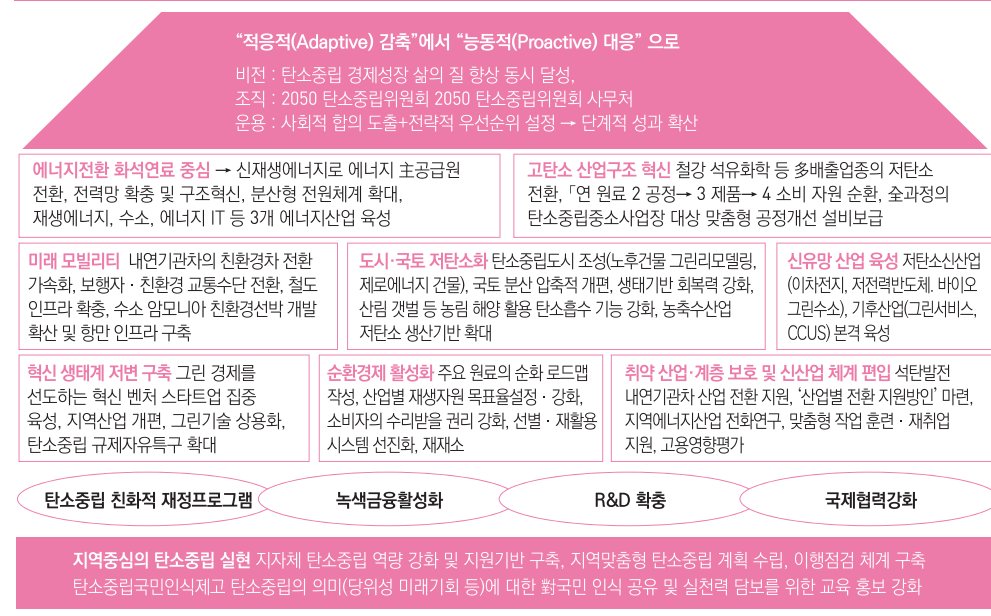 “적응적(Adaptive) 감축”에서 “능동적(Proactive) 대응” 으로
비전 : 탄소중립 경제성장 삶의 질 향상 동시 달성,
조직 : 2050 탄소중립위원회 2050 탄소중립위원회 사무처
운용 : 사회적 합의 도출+전략적 우선순위 설정 → 단계적 성과 확산
에너지전환 화석연료 중심 → 신재생에너지로 에너지 主공급원
전환, 전력망 확충 및 구조혁신, 분산형 전원체계 확대,
재생에너지, 수소, 에너지 IT 등 3개 에너지산업 육성
고탄소 산업구조 혁신 철강 석유화학 등 多배출업종의 저탄소
전환, 「연 원료 2 공정→ 3 제품→ 4 소비 자원 순환, 全과정의
탄소중립중소사업장 대상 맞춤형 공정개선 설비보급
미래 모빌리티 내연기관차의 친환경차 전환
가속화, 보행자 · 친환경 교통수단 전환, 철도
인프라 확충, 수소 암모니아 친환경선박 개발
확산 및 항만 인프라 구축
도시·국토 저탄소화 탄소중립도시 조성(노후건물 그린리모델링,
제로에너지 건물), 국토 분산 압축적 개편, 생태기반 회복력 강화,
산림 갯벌 등 농림 해양 활용 탄소흡수 기능 강화, 농축수산업
저탄소 생산기반 확대
신유망 산업 육성 저탄소신산업
(이차전지, 저전력반도체. 바이오
그린수소), 기후산업(그린서비스,
CCUS) 본격 육성
혁신 생태계 저변 구축 그린 경제를
선도하는 혁신 벤처 스타트업 집중
육성, 지역산업 개편, 그린기술 상용화,
탄소중립 규제자유특구 확대
순환경제 활성화 주요 원료의 순화 로드맵
작성, 산업별 재생자원 목표율설정 · 강화,
소비자의 수리받을 권리 강화, 선별 · 재활용
시스템 선진화, 재재소
취약 산업·계층 보호 및 신산업 체계 편입 석탄발전
내연기관차 산업 전환 지원, ‘산업별 전환 지원방인’ 마련,
지역에너지산업 전화연구, 맞춤형 작업 훈련 · 재취업
지원, 고용영향평가
탄소중립 친화적 재정프로그램
녹색금융활성화
R&D 확충
국제협력강화
지역중심의 탄소중립 실현 지자체 탄소중립 역량 강화 및 지원기반 구축, 지역맞춤형 탄소중립 계획 수립, 이행점검 체계 구축
탄소중립국민인식제고 탄소중립의 의미(당위성 미래기회 등)에 대한 對국민 인식 공유 및 실천력 담보를 위한 교육 홍보 강화